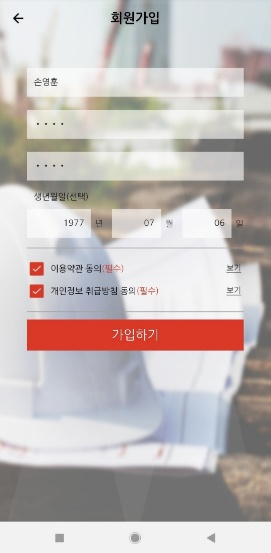 회원가입
손영훈
••••
••••
생년월일(선택)
1977 년 07 월 06 일
이용약관 동의(필수) 보기
개인정보 취급방침 동의(필수) 보기
가입하기